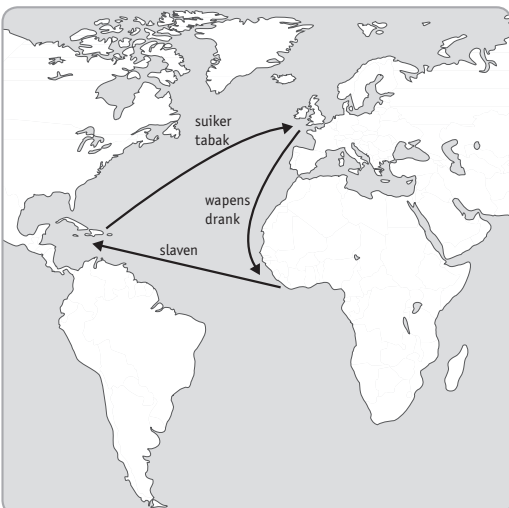 suiker
tabak
wapens
drank
slaven